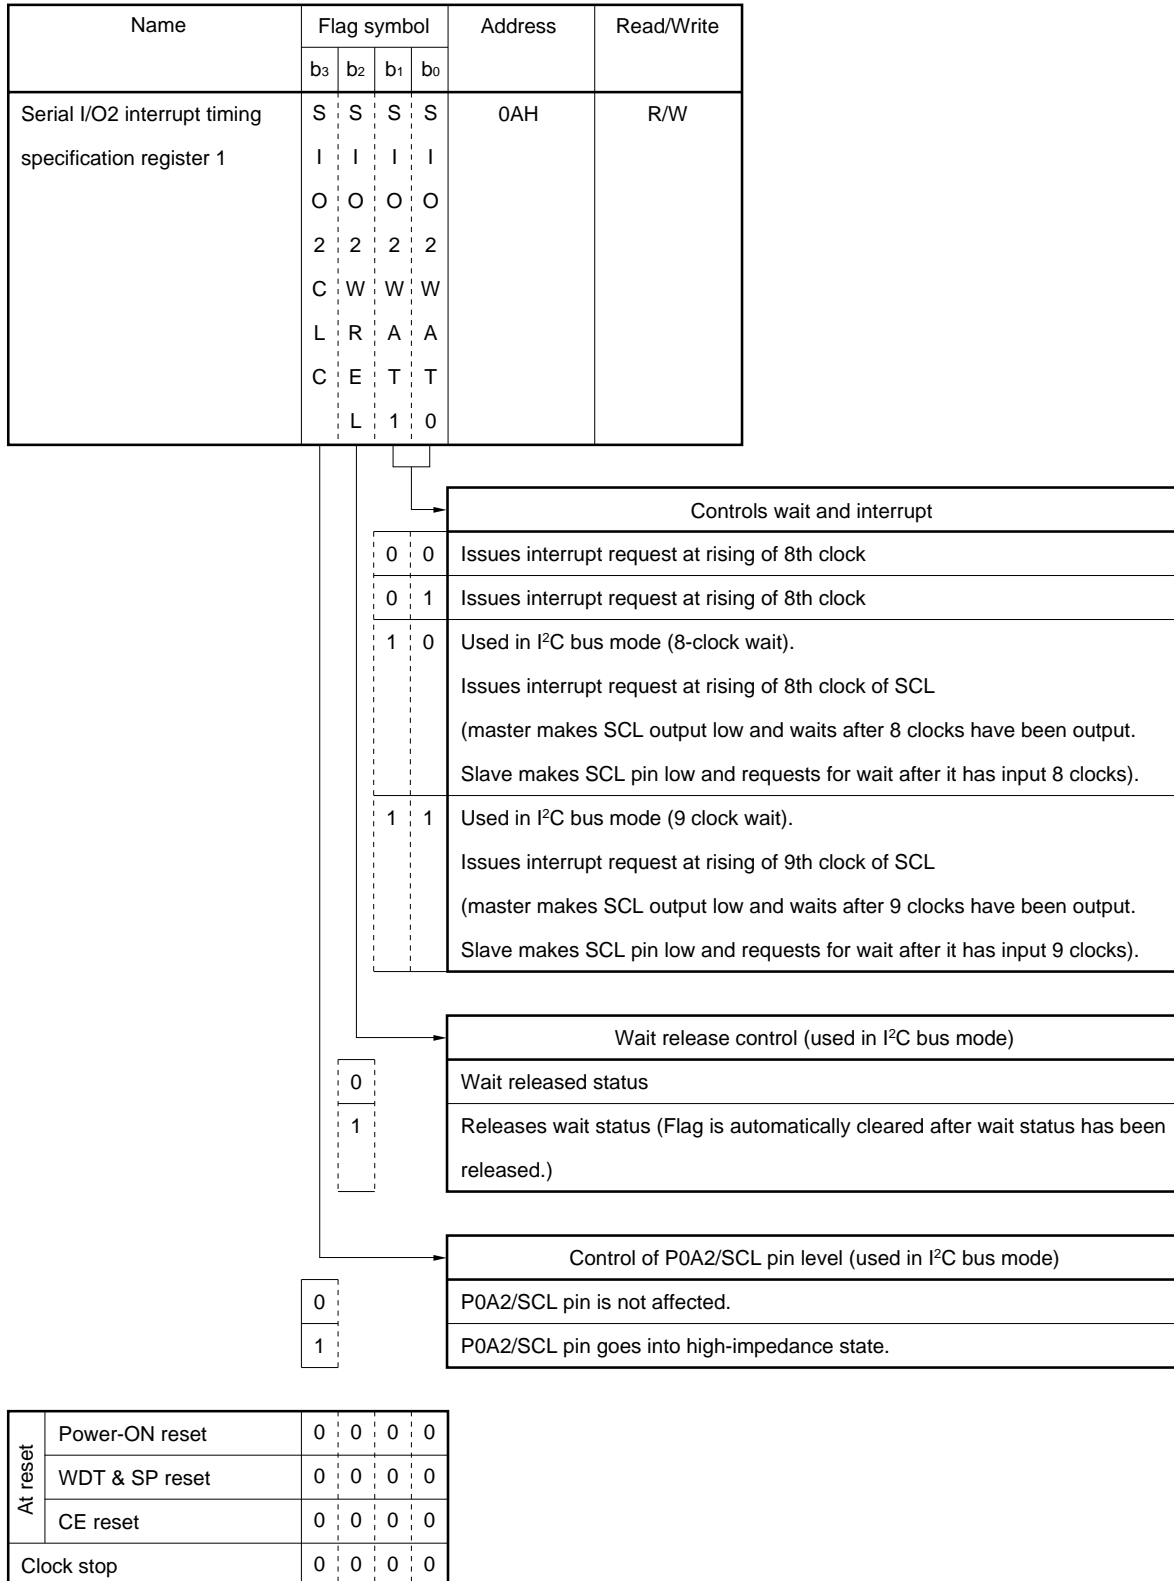 Name Flag symbol Address Read/Write
b3 b2 b1 b0
Serial I/O2 interrupt timing S S S S 0AH R/W
specification register 1 I I I I
O O O O
2 2 2 2
C W W W
L R A A
C E T T
L 1 0
Controls wait and interrupt
0 0 Issues interrupt request at rising of 8th clock
0 1 Issues interrupt request at rising of 8th clock
1 0 Used in I2C bus mode (8-clock wait).
Issues interrupt request at rising of 8th clock of SCL
(master makes SCL output low and waits after 8 clocks have been output.
Slave makes SCL pin low and requests for wait after it has input 8 clocks).
1 1 Used in I2C bus mode (9 clock wait).
Issues interrupt request at rising of 9th clock of SCL
(master makes SCL output low and waits after 9 clocks have been output.
Slave makes SCL pin low and requests for wait after it has input 9 clocks).
Wait release control (used in I2C bus mode)
0 Wait released status
1 Releases wait status (Flag is automatically cleared after wait status has been
released.)
Control of P0A2/SCL pin level (used in I2C bus mode)
0 P0A2/SCL pin is not affected.
1 P0A2/SCL pin goes into high-impedance state.
At reset
Power-ON reset 0 0 0 0
WDT & SP reset 0 0 0 0
CE reset 0 0 0 0
Clock stop 0 0 0 0